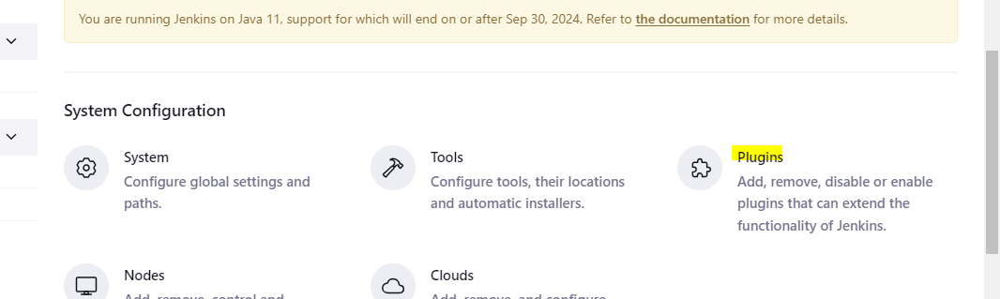 You are running Jenkins on Java 11, support for which will end on or after Sep 30, 2024. Refer to the documentation for more details.
System Configuration
System
Configure global settings and
paths.
Tools
Configure tools, their locations
and automatic installers.
Plugins
Add, remove, disable or enable
plugins that can extend the
functionality of Jenkins.
Nodes
Add, remove, control and
Clouds
Add, remove, and configure